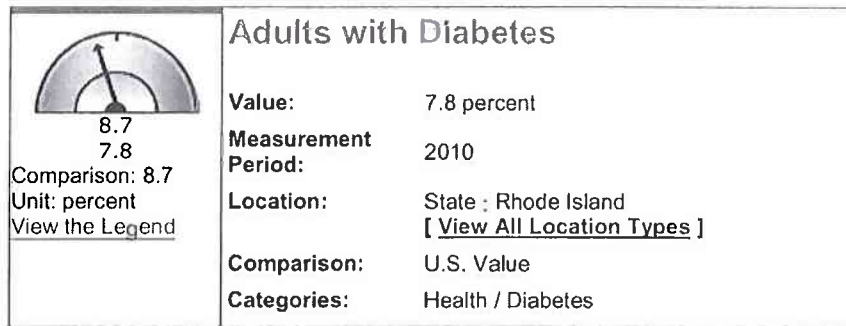 Adults with Diabetes
8.7
7.8
Comparison: 8.7
Unit: percent
View the Legend
Value: 7.8 percent
Measurement Period: 2010
Location: State : Rhode Island
[ View All Location Types ]
Comparison: U.S. Value
Categories: Health / Diabetes